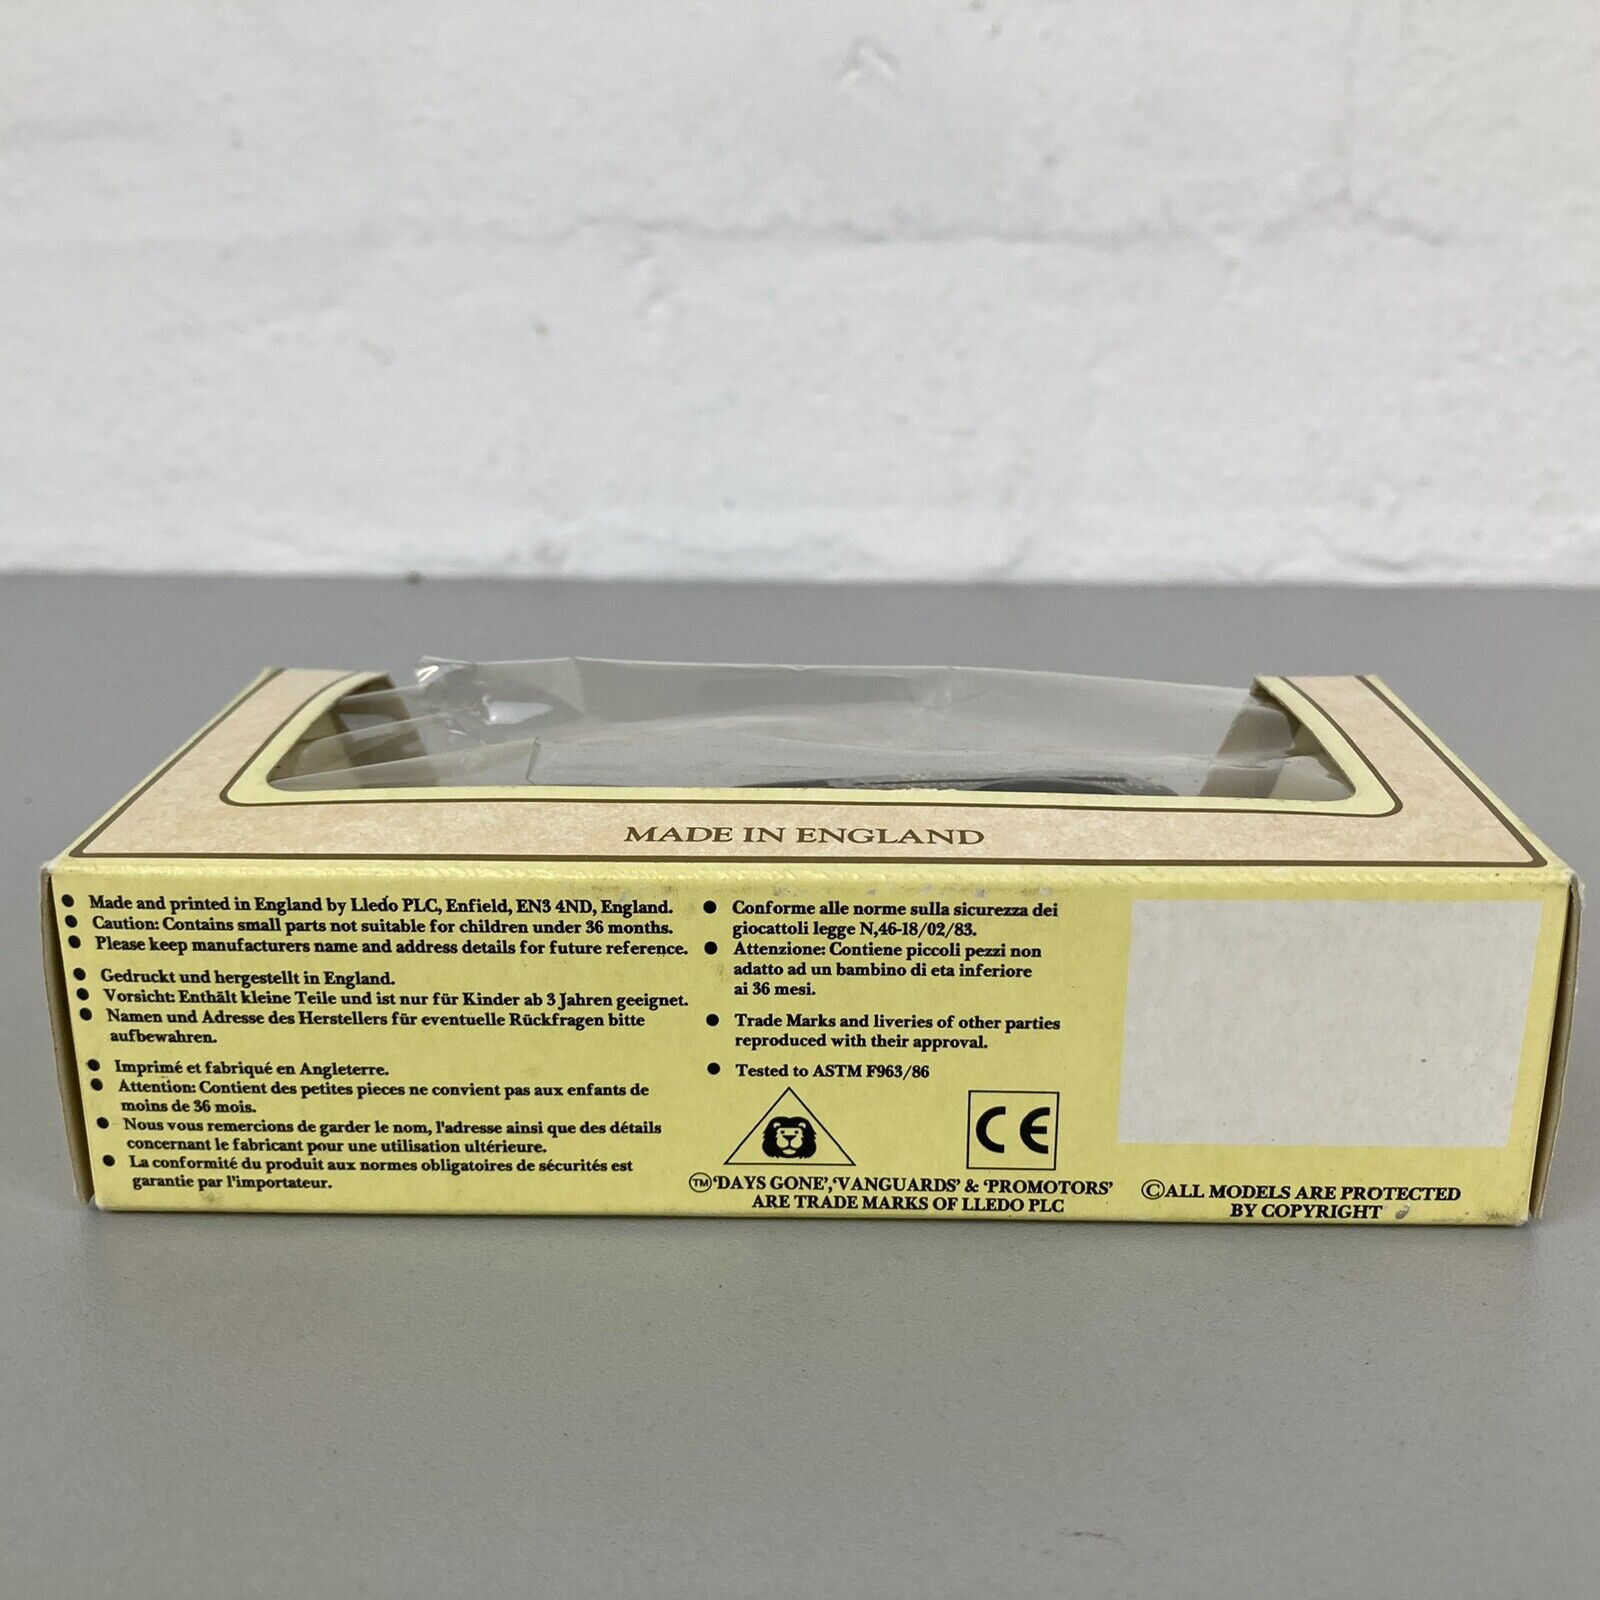 MADE IN ENGLAND
• Made and printed in England by Lledo PLC, Enfield, EN3 4ND, England.
• Caution: Contains small parts not suitable for children under 36 months.
• Please keep manufacturers name and address details for future reference.
• Gedruckt und hergestellt in England.
• Vorsicht: Enthält kleine Teile und ist nur für Kinder ab 3 Jahren geeignet.
• Namen und Adresse des Herstellers für eventuelle Rückfragen bitte
aufbewahren.
• Imprimé et fabriqué en Angleterre.
• Attention: Contient des petites pieces ne convient pas aux enfants de
moins de 36 mois.
• Nous vous remercions de garder le nom, l'adresse ainsi que des détails
concernant le fabricant pour une utilisation ultérieure.
• La conformité du produit aux normes obligatoires de sécurités est
garantie par l'importateur.
• Conforme alle norme sulla sicurezza dei
giocattoli legge N,46-18/02/83.
• Attenzione: Contiene piccoli pezzi non
adatto ad un bambino di eta inferiore
ai 36 mesi.
• Trade Marks and liveries of other parties
reproduced with their approval.
• Tested to ASTM F963/86
CE
™'DAYS GONE','VANGUARDS' & 'PROMOTORS'
ARE TRADE MARKS OF LLEDO PLC
©ALL MODELS ARE PROTECTED
BY COPYRIGHT